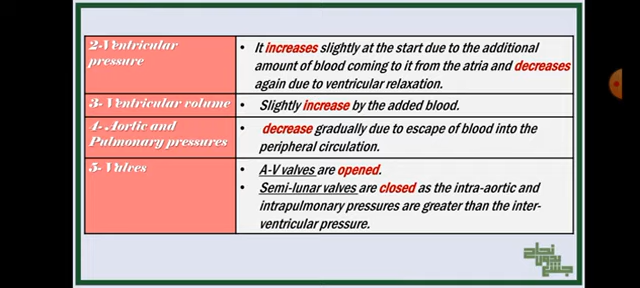 2-Ventricular pressure
• It increases slightly at the start due to the additional
amount of blood coming to it from the atria and decreases
again due to ventricular relaxation.
3- Ventricular volume
• Slightly increase by the added blood.
4- Aortic and
Pulmonary pressures
• decrease gradually due to escape of blood into the
peripheral circulation.
5- Valves
• A-V valves are opened.
• Semi-lunar valves are closed as the intra-aortic and
intrapulmonary pressures are greater than the inter-
ventricular pressure.